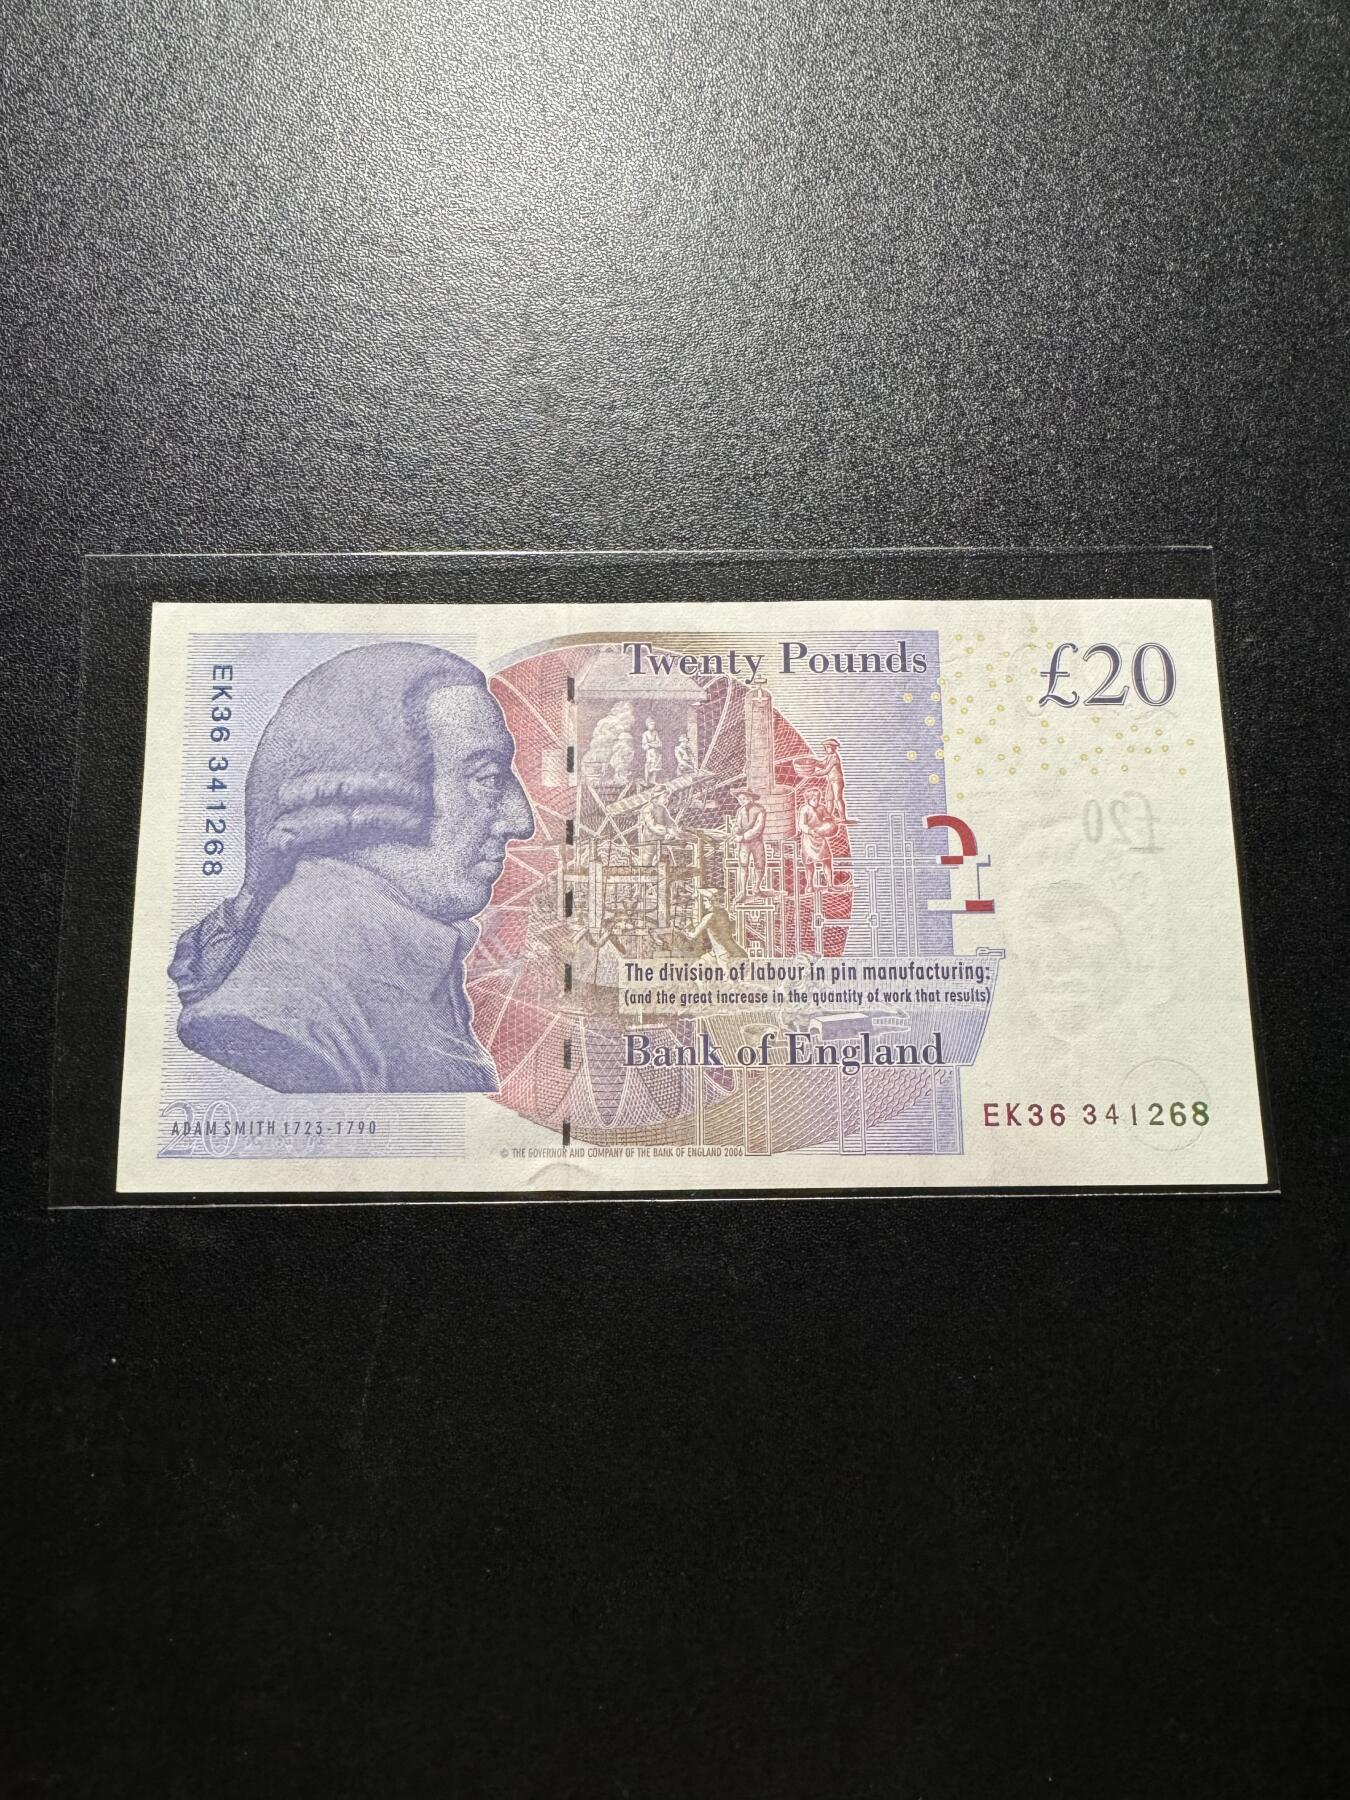 Twenty Pounds
£20
EK36 341268
£20
The division of labour in pin manufacturing:
(and the great increase in the quantity of work that results)
Bank of England
EK36 341268
20
ADAM SMITH 1723-1790
© THE GOVERNOR AND COMPANY OF THE BANK OF ENGLAND 2006